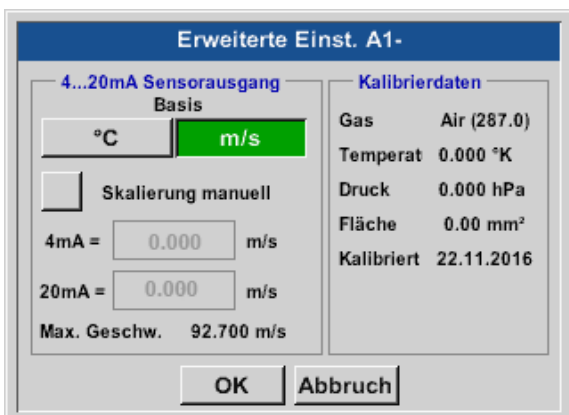 Erweiterte Einst. A1-
4...20mA Sensorausgang
Basis
°C
m/s
Skalierung manuell
4mA = 0.000 m/s
20mA = 0.000 m/s
Max. Geschw. 92.700 m/s
Kalibrierdaten
Gas Air (287.0)
Temperat 0.000 °K
Druck 0.000 hPa
Fläche 0.00 mm²
Kalibriert 22.11.2016
OK
Abbruch